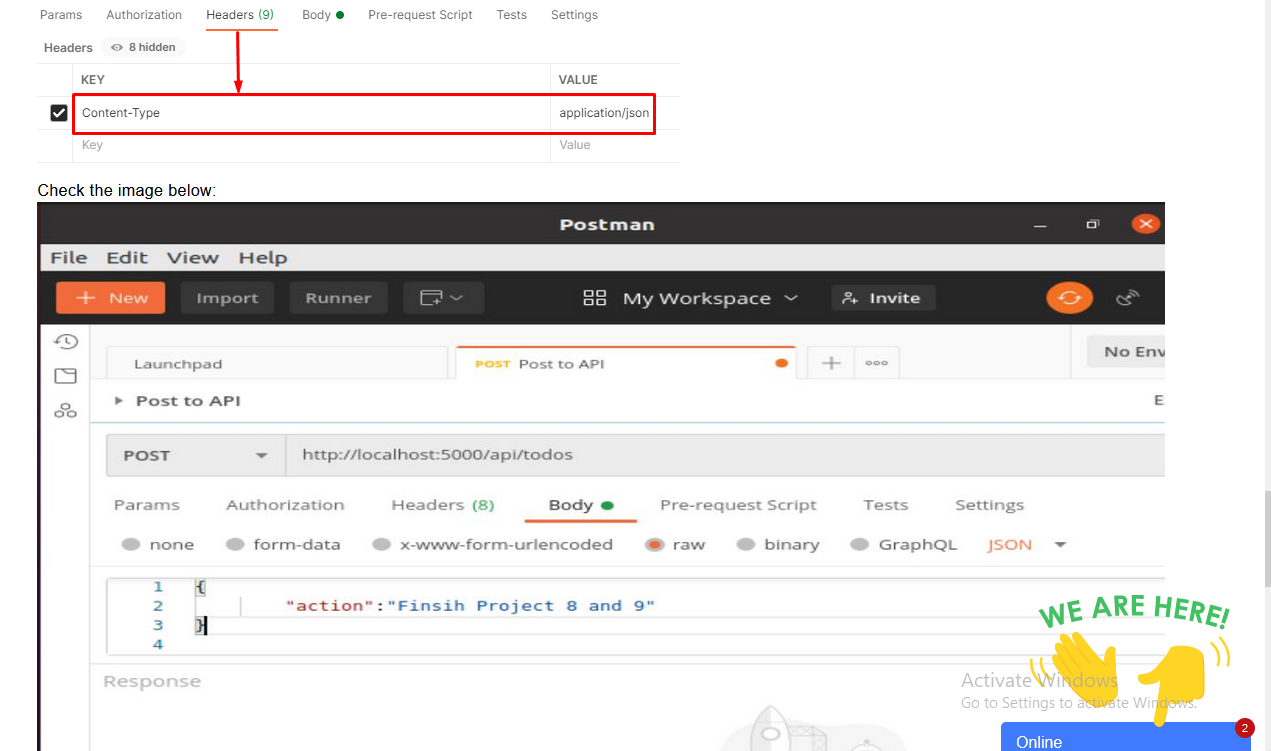 Params Authorization Headers (9) Body Pre-request Script Tests Settings
Headers 8 hidden
KEY VALUE
Content-Type application/json
Key Value
Check the image below:
Postman
File Edit View Help
+ New Import Runner My Workspace Invite
No Env
Launchpad POST Post to API
Post to API
POST http://localhost:5000/api/todos
Params Authorization Headers (8) Body Pre-request Script Tests Settings
none form-data x-www-form-urlencoded raw binary GraphQL JSON
1 {
2 "action":"Finsih Project 8 and 9"
3 }
4
WE ARE HERE!
Response
Activate Windows
Go to Settings to activate Windows.
2
Online